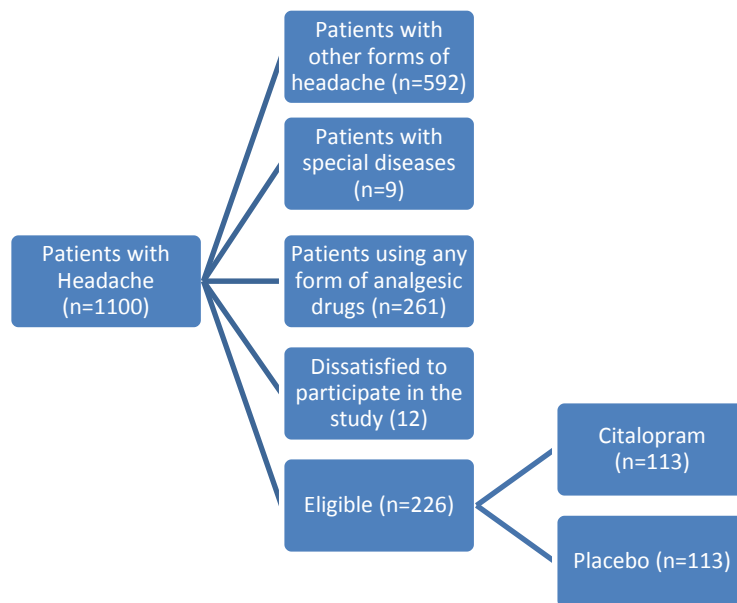 Patients with
other forms of
headache (n=592)
Patients with
special diseases
(n=9)
Patients with
Headache
(n=1100)
Patients using any
form of analgesic
drugs (n=261)
Dissatisfied to
participate in the
study (12)
Eligible (n=226)
Citalopram
(n=113)
Placebo (n=113)